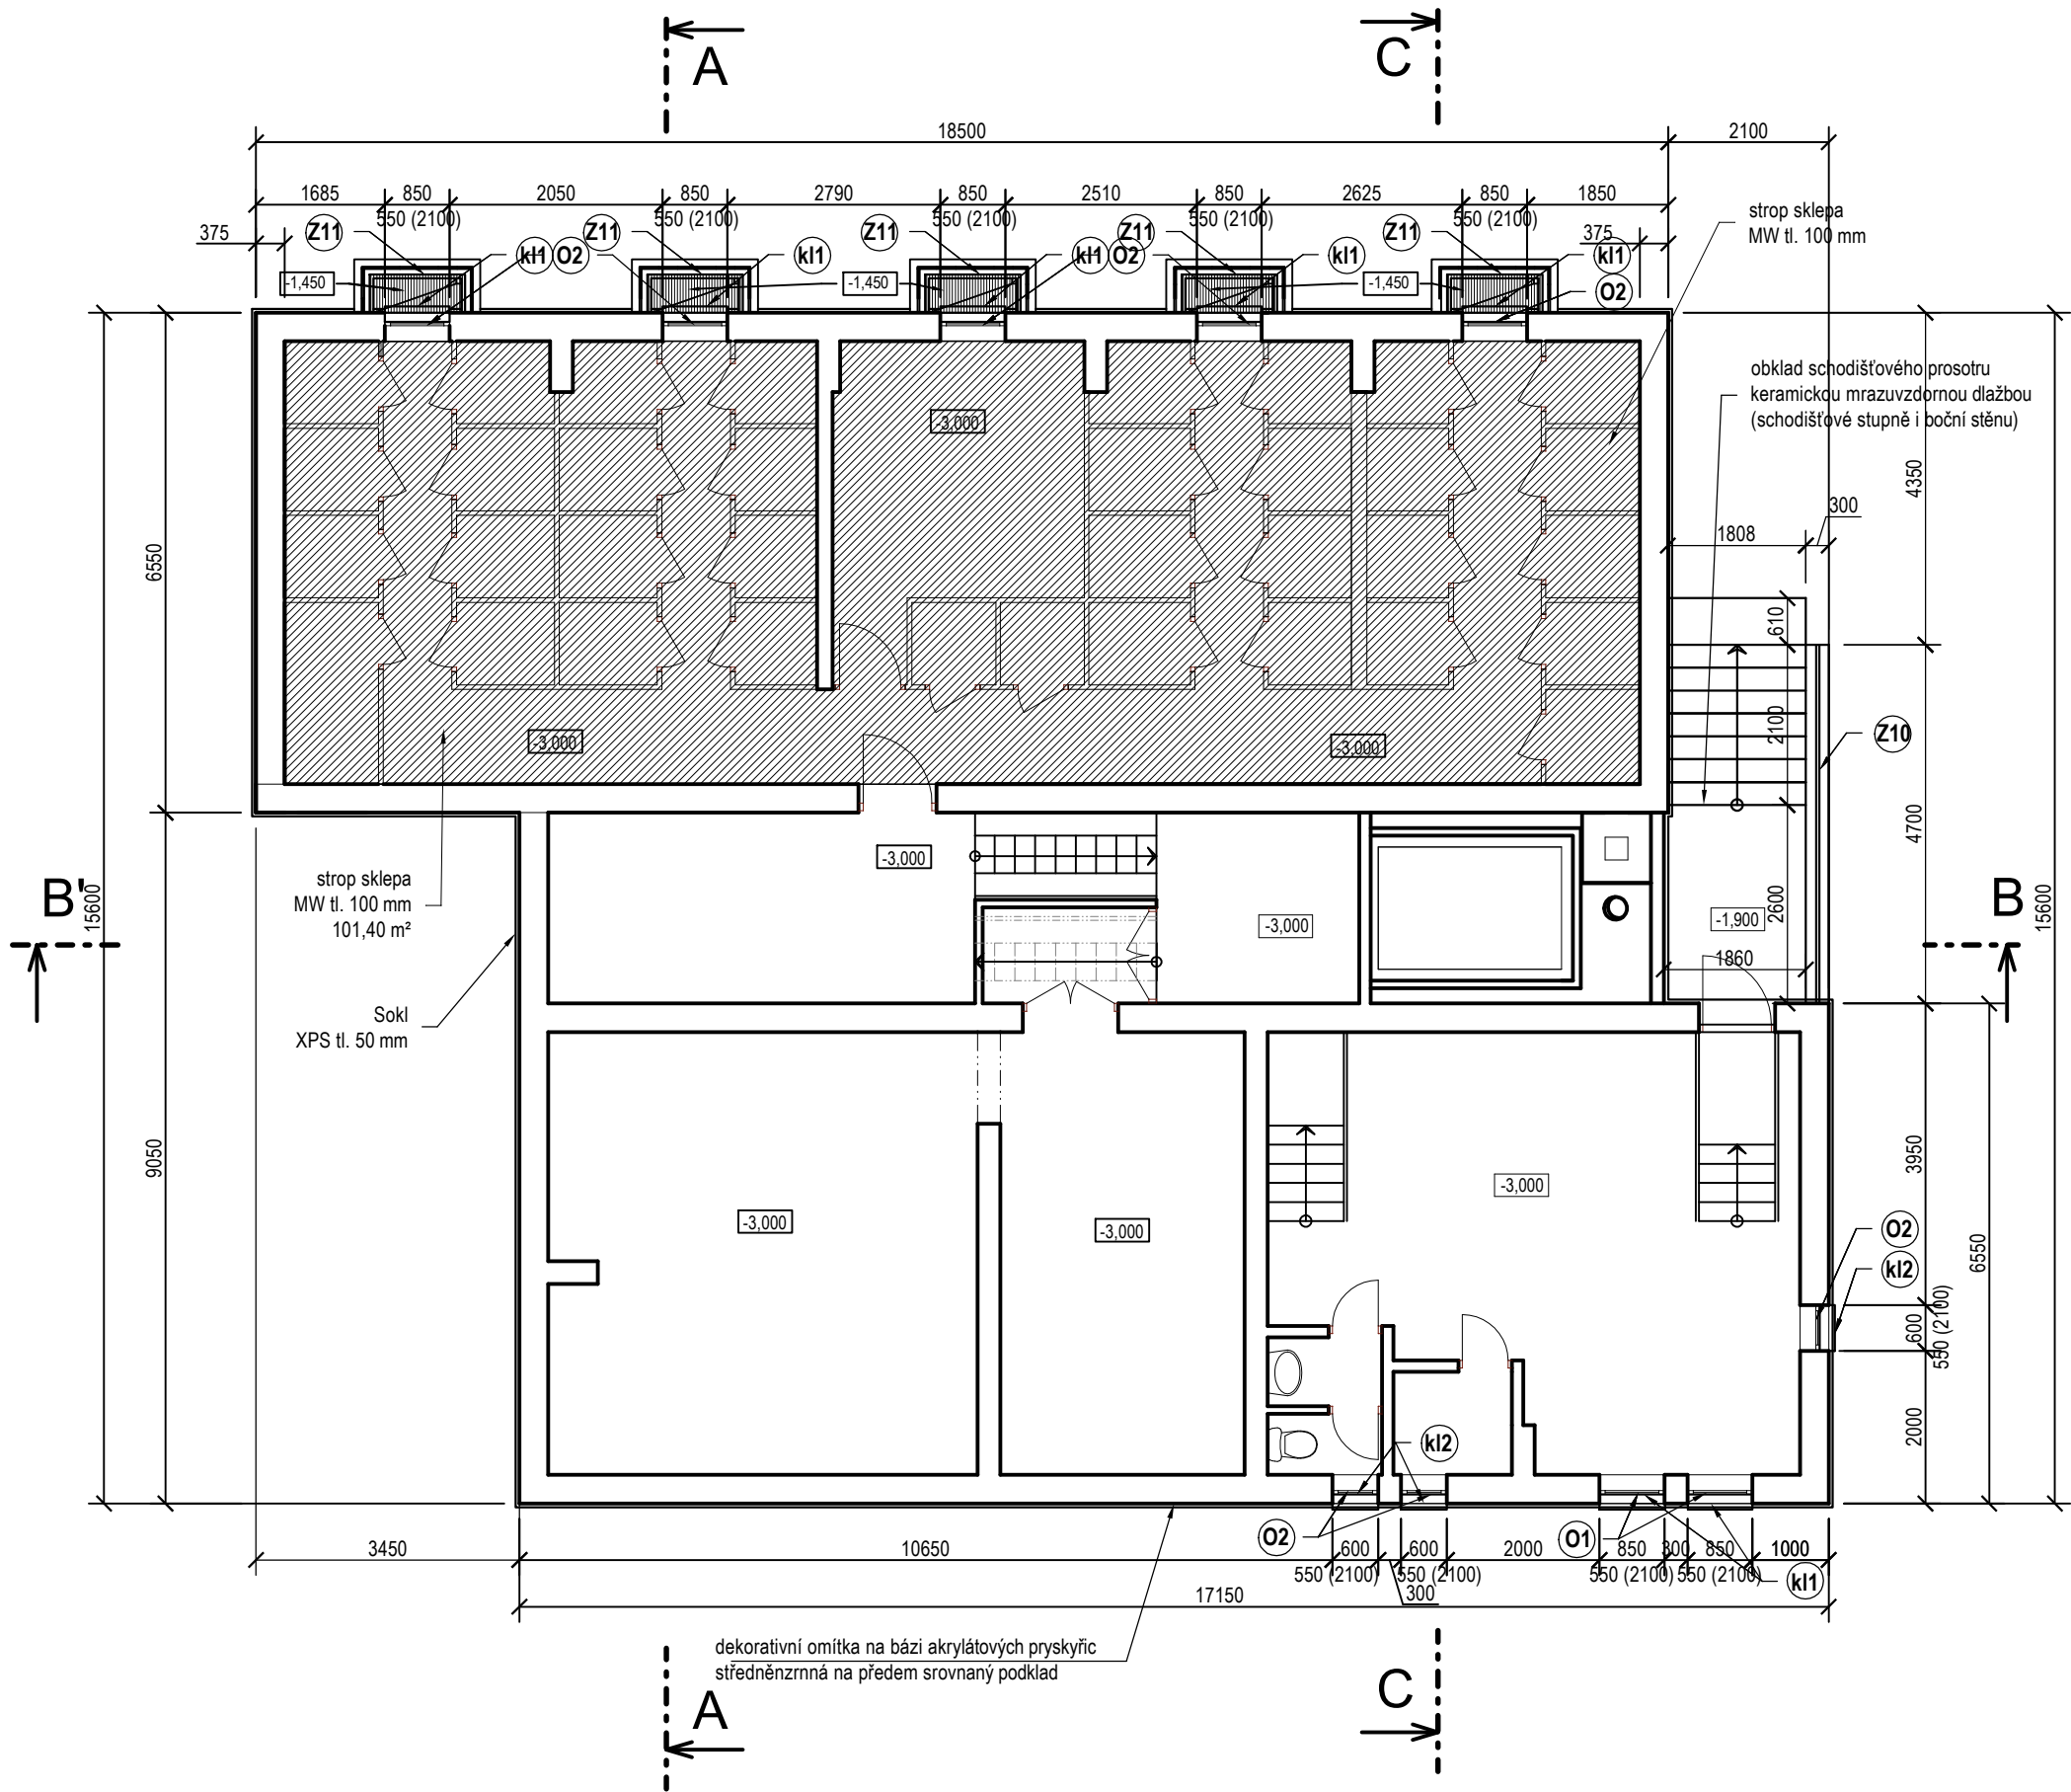 A
C
18500
2100
1685
850
2050
850
2790
850
2510
850
2625
850
1850
550 (2100)
550 (2100)
550 (2100)
550 (2100)
550 (2100)
375
375
Z11
kl1
O2
Z11
kl1
Z11
kl1
O2
Z11
kl1
Z11
kl1
O2
-1,450
-1,450
-1,450
strop sklepa
MW tl. 100 mm
obklad schodišťového prosotru
keramickou mrazuvzdornou dlažbou
(schodišťové stupně i boční stěnu)
-3,000
4350
300
1808
6550
610
2100
Z10
-3,000
-3,000
4700
-3,000
strop sklepa
MW tl. 100 mm
101,40 m²
B'
15600
-3,000
-1,900
2600
B
15600
1860
Sokl
XPS tl. 50 mm
9050
3950
-3,000
-3,000
-3,000
O2
kl2
6550
600
550 (2100)
2000
kl2
O2
O1
kl1
3450
10650
600
600
2000
850
300
850
1000
550 (2100)
550 (2100)
550 (2100)
550 (2100)
300
17150
dekorativní omítka na bázi akrylátových pryskyřic
středněnzrnná na předem srovnaný podklad
A
C